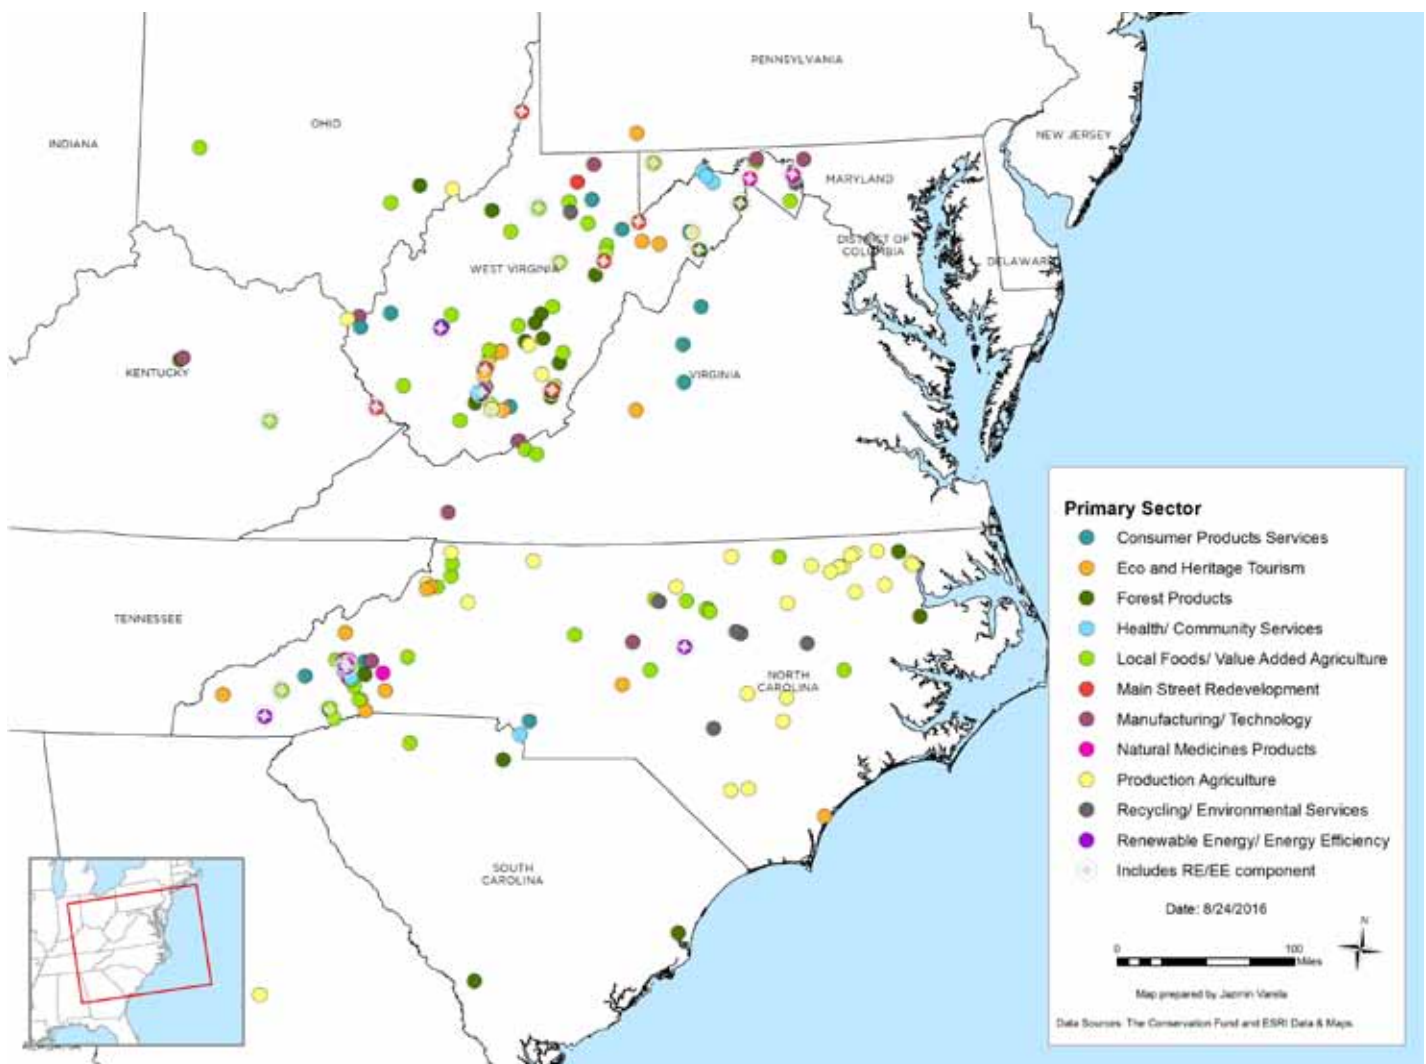 PENNSYLVANIA
OHIO
NEW JERSEY
INDIANA
MARYLAND
DISTRICT OF
COLUMBIA
DELAWARE
WEST VIRGINIA
KENTUCKY
VIRGINIA
TENNESSEE
NORTH
CAROLINA
SOUTH
CAROLINA
Primary Sector
Consumer Products Services
Eco and Heritage Tourism
Forest Products
Health/ Community Services
Local Foods/ Value Added Agriculture
Main Street Redevelopment
Manufacturing/ Technology
Natural Medicines Products
Production Agriculture
Recycling/ Environmental Services
Renewable Energy/ Energy Efficiency
Includes RE/EE component
Date: 8/24/2016
N
0 100
Miles
Map prepared by Jazmin Varela
Data Sources: The Conservation Fund and ESRI Data & Maps